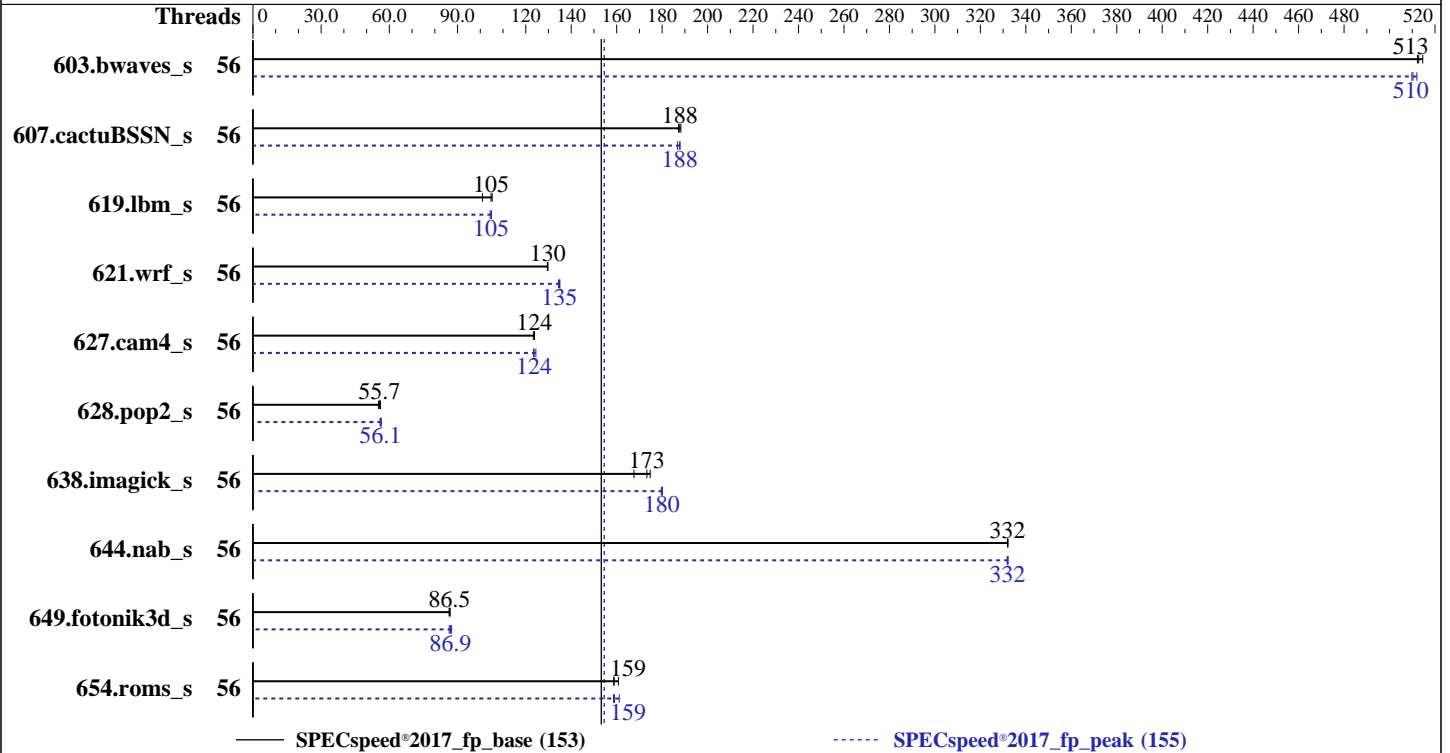 Threads 0 30.0 60.0 90.0 120 140 160 180 200 220 240 260 280 300 320 340 360 380 400 420 440 460 480 520
513
603.bwaves_s 56
510
188
607.cactuBSSN_s 56
188
105
619.lbm_s 56
105
130
621.wrf_s 56
135
124
627.cam4_s 56
124
55.7
628.pop2_s 56
56.1
173
638.imagick_s 56
180
332
644.nab_s 56
332
86.5
649.fotonik3d_s 56
86.9
159
654.roms_s 56
159
SPECspeed®2017_fp_base (153) SPECspeed®2017_fp_peak (155)